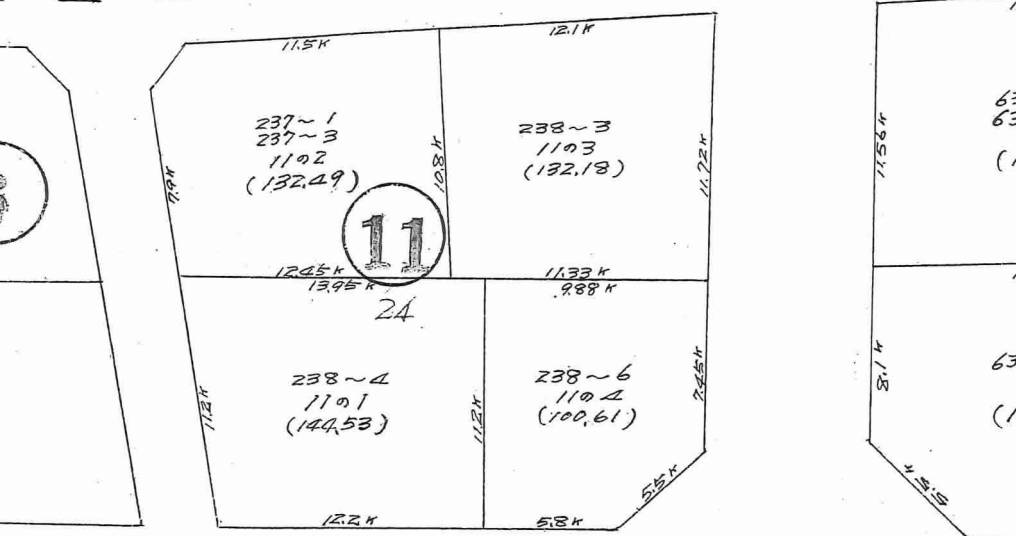 11.5K
12.1K
237～1
237～3
11の2
(132.49)
7.9K
10.8K
238～3
11の3
(132.18)
11.72K
11
12.45K
11.33K
13.95K
9.88K
24
238～4
11の1
(144.53)
11.2K
11.2K
238～6
11の4
(100.61)
7.45K
5.5K
12.2K
5.8K
11.56K
8.1K